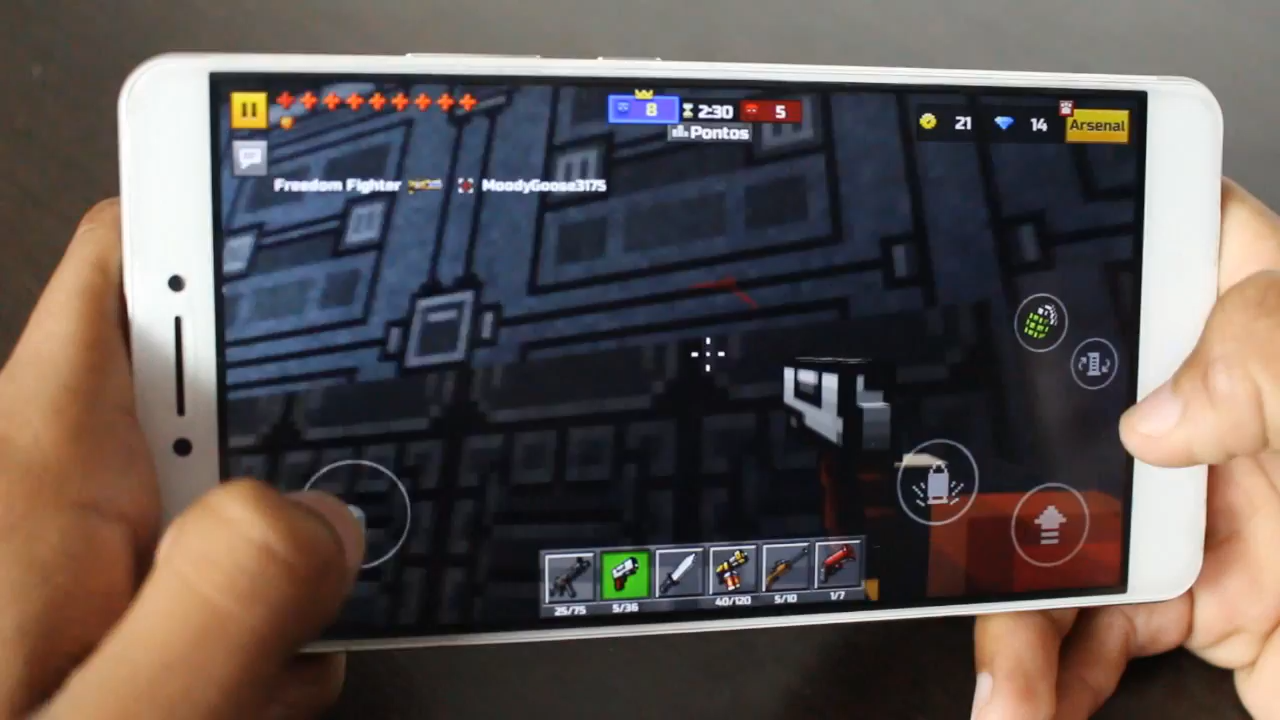 8 2:30 5
Pontos
21 14 Arsenal
Freedom Fighter MoodyGoose3175
25/75 5/36 40/120 5/10 1/7